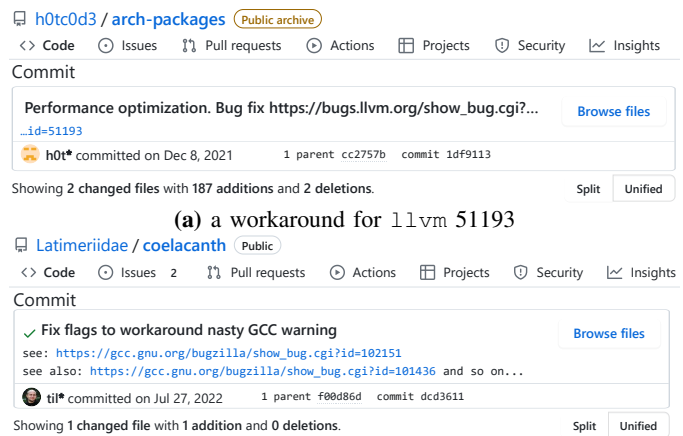 h0tc0d3 / arch-packages Public archive
Code Issues Pull requests Actions Projects Security Insights
Commit
Performance optimization. Bug fix https://bugs.llvm.org/show_bug.cgi?...
Browse files
...id=51193
h0t* committed on Dec 8, 2021 1 parent cc2757b commit 1df9113
Showing 2 changed files with 187 additions and 2 deletions. Split Unified
(a) a workaround for llvm 51193
Latimeriidae / coelacanth Public
Code Issues 2 Pull requests Actions Projects Security Insights
Commit
Fix flags to workaround nasty GCC warning
Browse files
see: https://gcc.gnu.org/bugzilla/show_bug.cgi?id=102151
see also: https://gcc.gnu.org/bugzilla/show_bug.cgi?id=101436 and so on...
til* committed on Jul 27, 2022 1 parent f00d86d commit dcd3611
Showing 1 changed file with 1 addition and 0 deletions. Split Unified